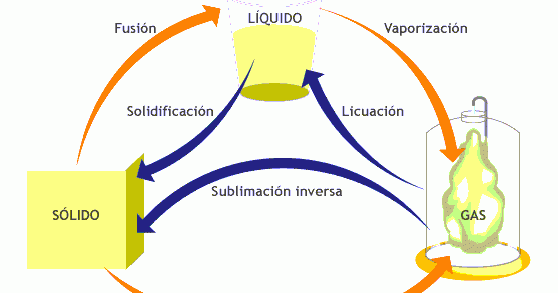 LÍQUIDO
Fusión
Vaporización
Solidificación
Licuación
Sublimación inversa
SÓLIDO
GAS